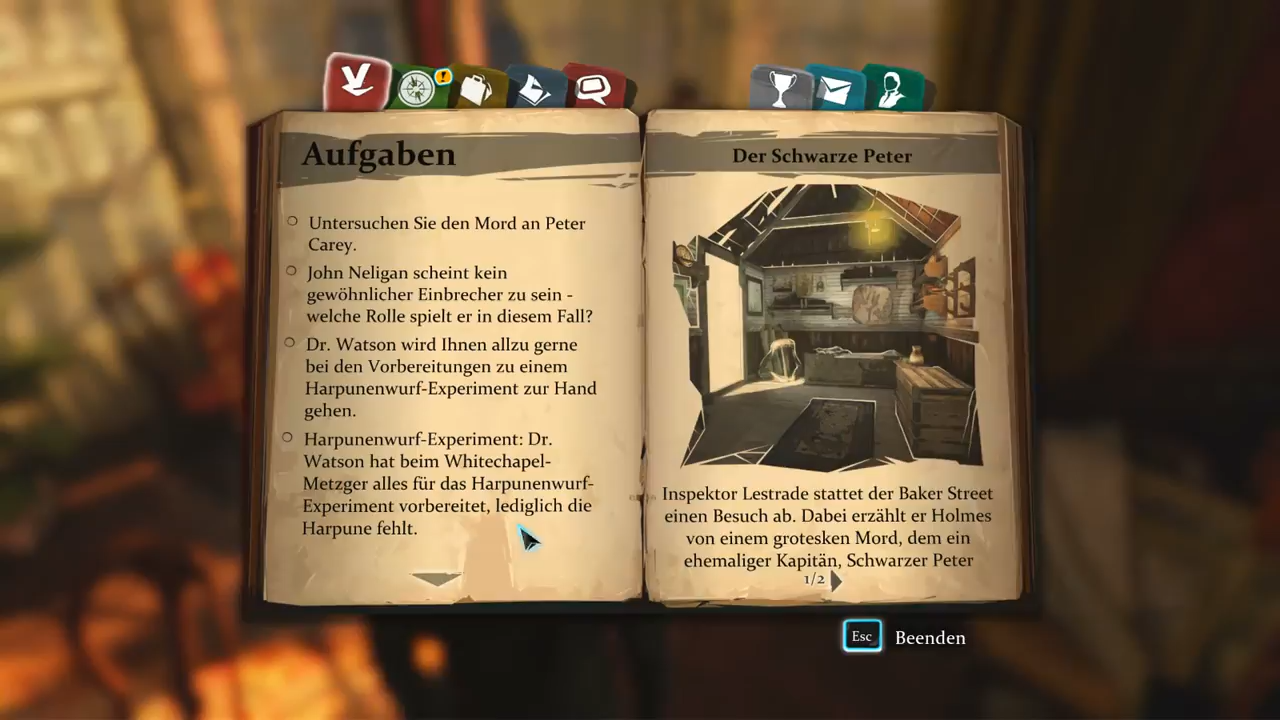 Aufgaben
Untersuchen Sie den Mord an Peter
Carey.
John Neligan scheint kein
gewöhnlicher Einbrecher zu sein -
welche Rolle spielt er in diesem Fall?
Dr. Watson wird Ihnen allzu gerne
bei den Vorbereitungen zu einem
Harpunenwurf-Experiment zur Hand
gehen.
Harpunenwurf-Experiment: Dr.
Watson hat beim Whitechapel-
Metzger alles für das Harpunenwurf-
Experiment vorbereitet, lediglich die
Harpune fehlt.
Der Schwarze Peter
Inspektor Lestrade stattet der Baker Street
einen Besuch ab. Dabei erzählt er Holmes
von einem grotesken Mord, dem ein
ehemaliger Kapitän, Schwarzer Peter
1/2
Esc Beenden